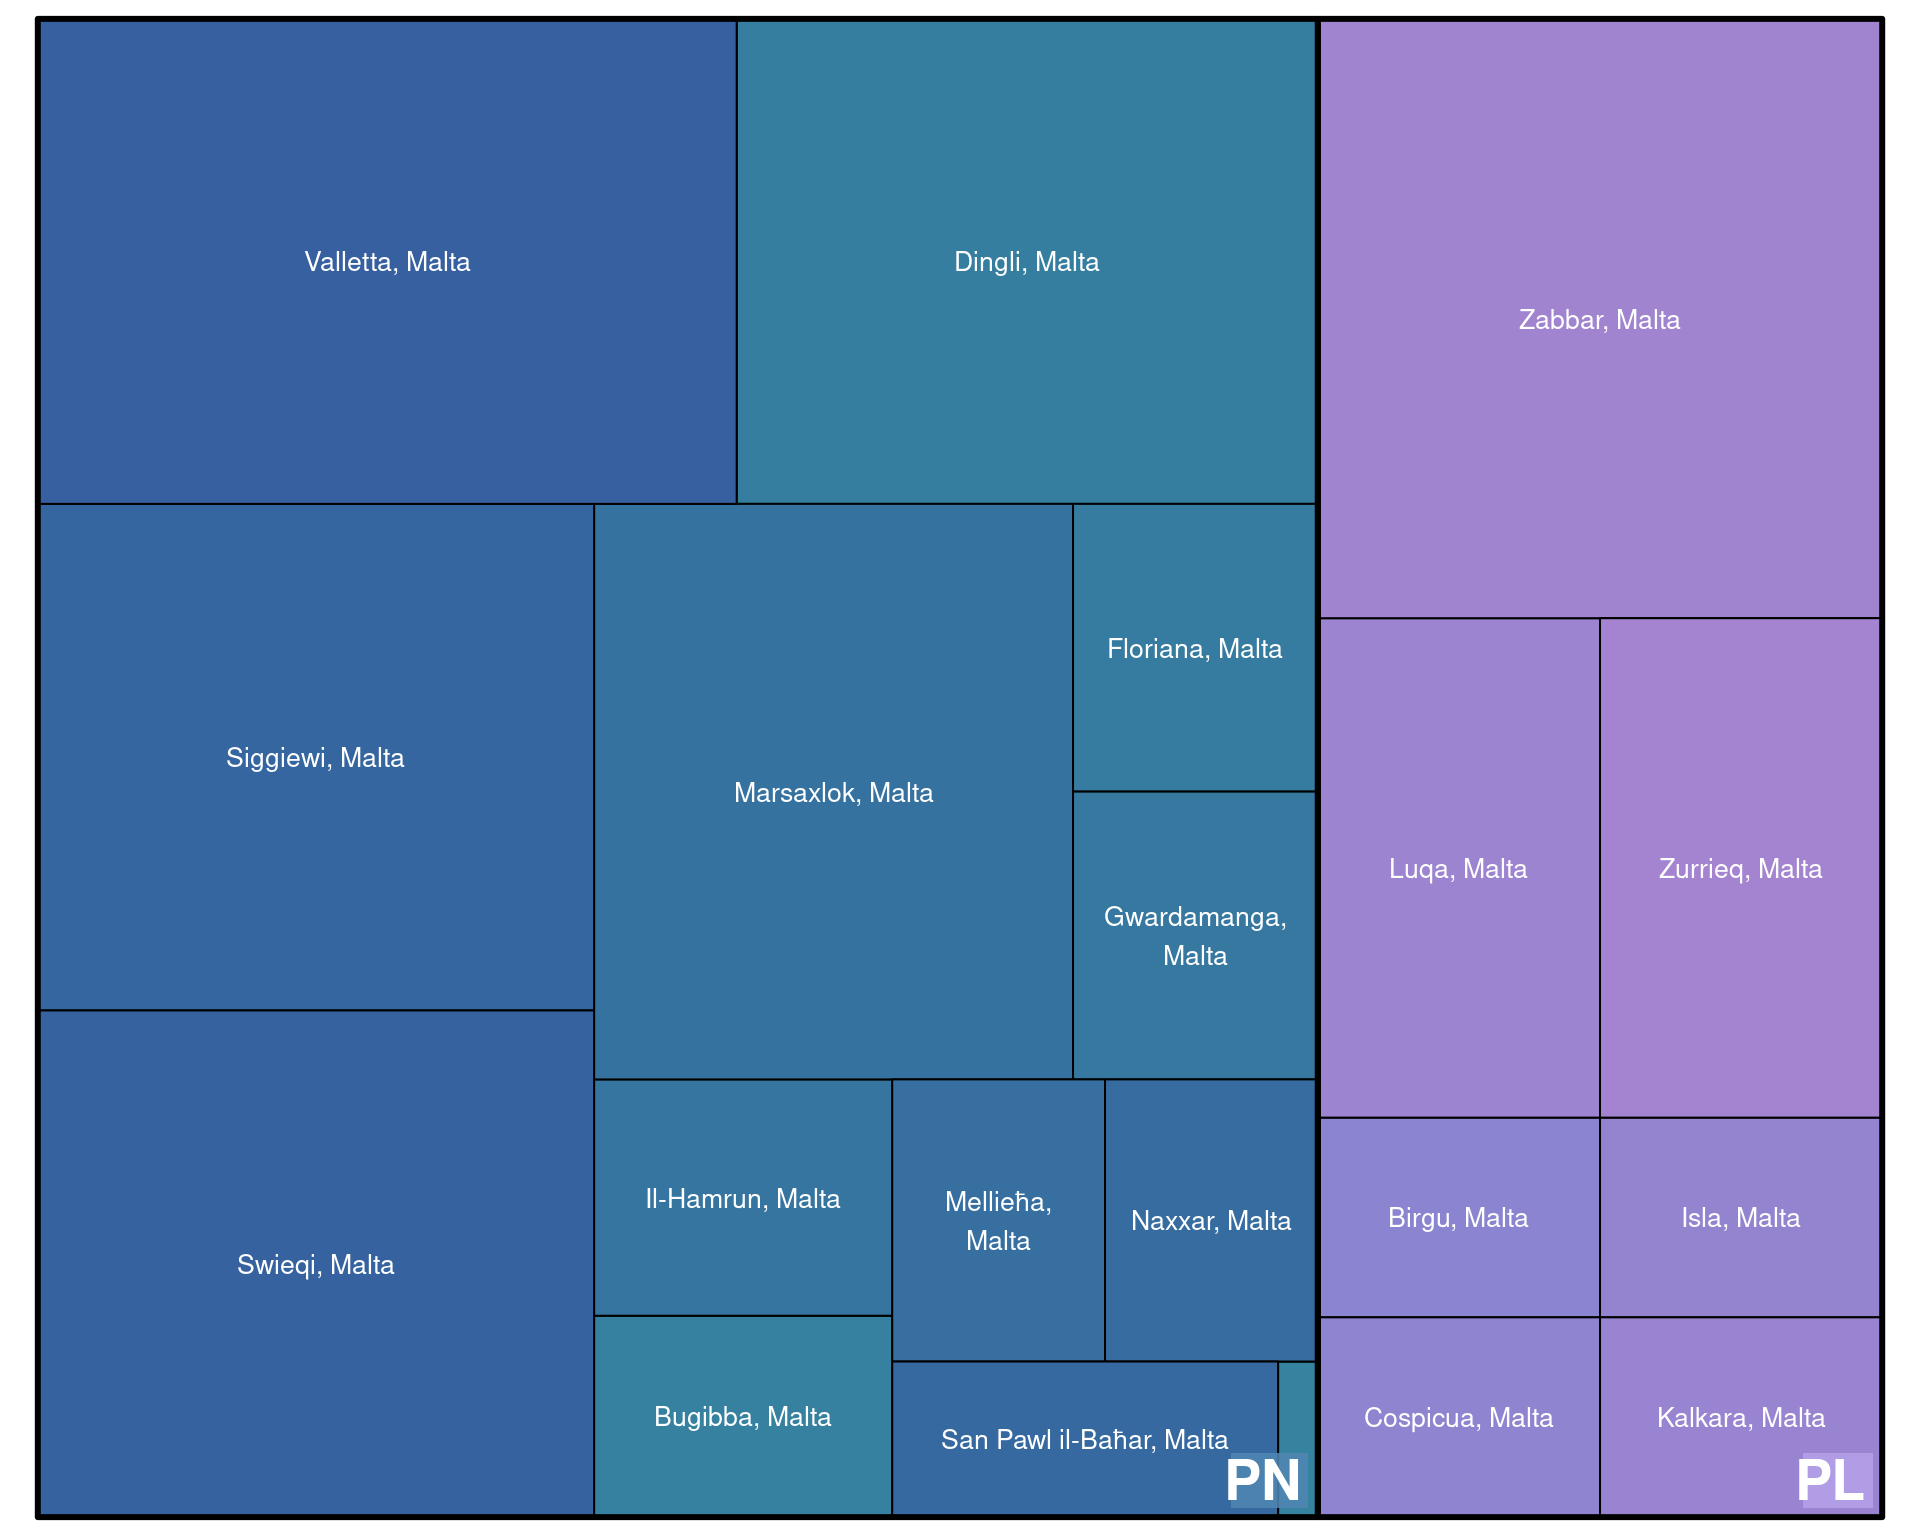 Valletta, Malta
Dingli, Malta
Zabbar, Malta
Siggiewi, Malta
Marsaxlok, Malta
Floriana, Malta
Gwardamanga,
Malta
Luqa, Malta
Zurrieq, Malta
Swieqi, Malta
Il-Hamrun, Malta
Mellieħa,
Malta
Naxxar, Malta
Bugibba, Malta
San Pawl il-Baħar, Malta
PN
Birgu, Malta
Isla, Malta
Cospicua, Malta
Kalkara, Malta
PL